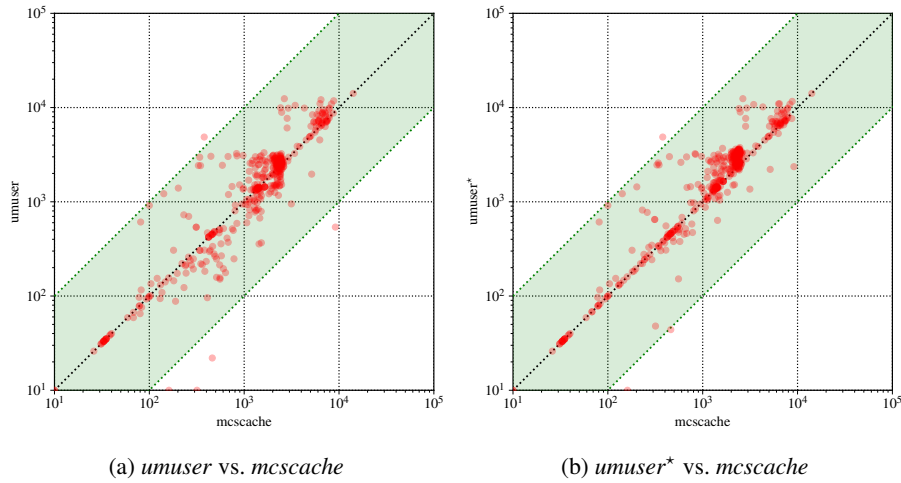 10^5
10^4
10^3
10^2
10^1
umuser
10^1 10^2 10^3 10^4 10^5
mcscache
(a) umuser vs. mcscache
10^5
10^4
10^3
10^2
10^1
umuser⋆
10^1 10^2 10^3 10^4 10^5
mcscache
(b) umuser⋆ vs. mcscache